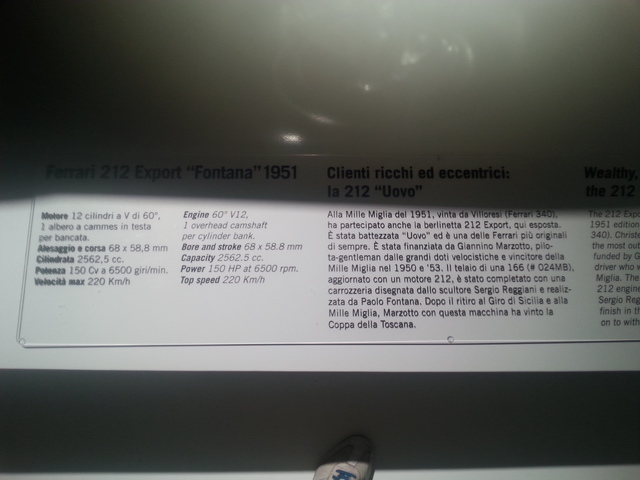 Ferrari 212 Export "Fontana" 1951
Motore 12 cilindri a V di 60°,
1 albero a cammes in testa
per bancata.
Alesaggio e corsa 68 x 58,8 mm
Cilindrata 2562,5 cc.
Potenza 150 Cv a 6500 giri/min.
Velocità max 220 Km/h
Engine 60° V12,
1 overhead camshaft
per cylinder bank.
Bore and stroke 68 x 58.8 mm
Capacity 2562.5 cc.
Power 150 HP at 6500 rpm.
Top speed 220 Km/h
Clienti ricchi ed eccentrici:
la 212 "Uovo"
Alla Mille Miglia del 1951, vinta da Villoresi (Ferrari 340),
ha partecipato anche la berlinetta 212 Export, qui esposta.
È stata battezzata "Uovo" ed è una delle Ferrari più originali
di sempre. È stata finanziata da Giannino Marzotto, pilo-
ta-gentleman dalle grandi doti velocistiche e vincitore della
Mille Miglia nel 1950 e '53. Il telaio di una 166 (# 024MB),
aggiornato con un motore 212, è stato completato con una
carrozzeria disegnata dallo scultore Sergio Reggiani e realiz-
zata da Paolo Fontana. Dopo il ritiro al Giro di Sicilia e alla
Mille Miglia, Marzotto con questa macchina ha vinto la
Coppa della Toscana.
Wealthy,
the 212
The 212 Expo
1951 edition
340). Christe
the most out
funded by G
driver who w
Miglia. The
212 engine
Sergio Reg
finish in th
on to with